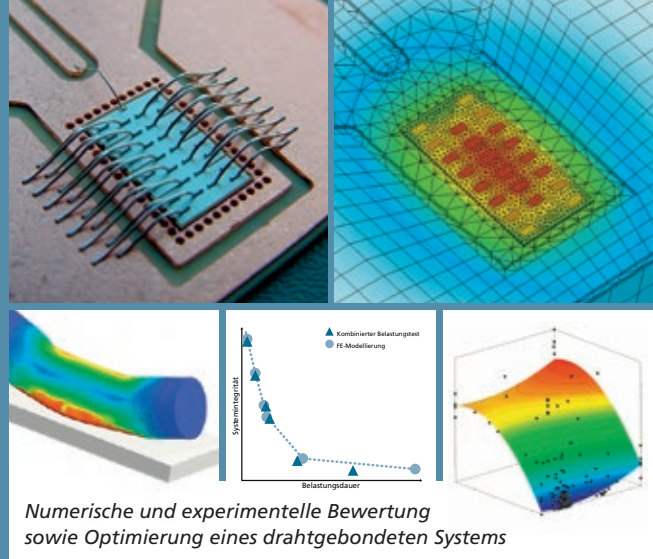 Kombinierter Belastungstest
FE-Modellierung
Systemintegrität
Belastungsdauer
Numerische und experimentelle Bewertung
sowie Optimierung eines drahtgebondeten Systems